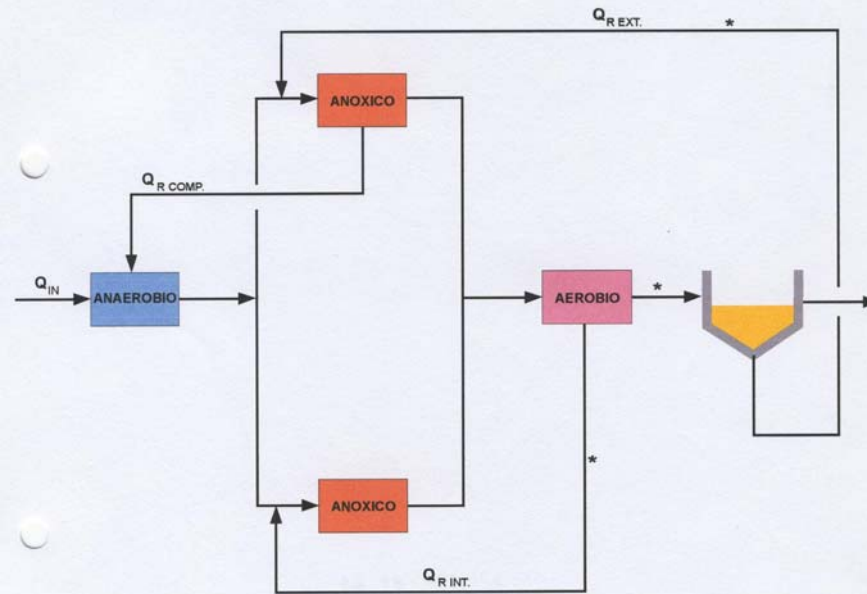 Q R EXT. *
ANOXICO
Q R COMP.
Q IN
ANAEROBIO
AEROBIO
*
*
ANOXICO
Q R INT.